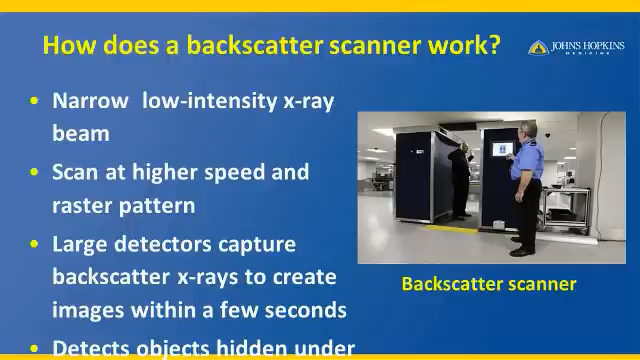 How does a backscatter scanner work?
JOHNS HOPKINS
MEDICINE
Narrow low-intensity x-ray
beam
Scan at higher speed and
raster pattern
Large detectors capture
backscatter x-rays to create
images within a few seconds
Detects objects hidden under
Backscatter scanner